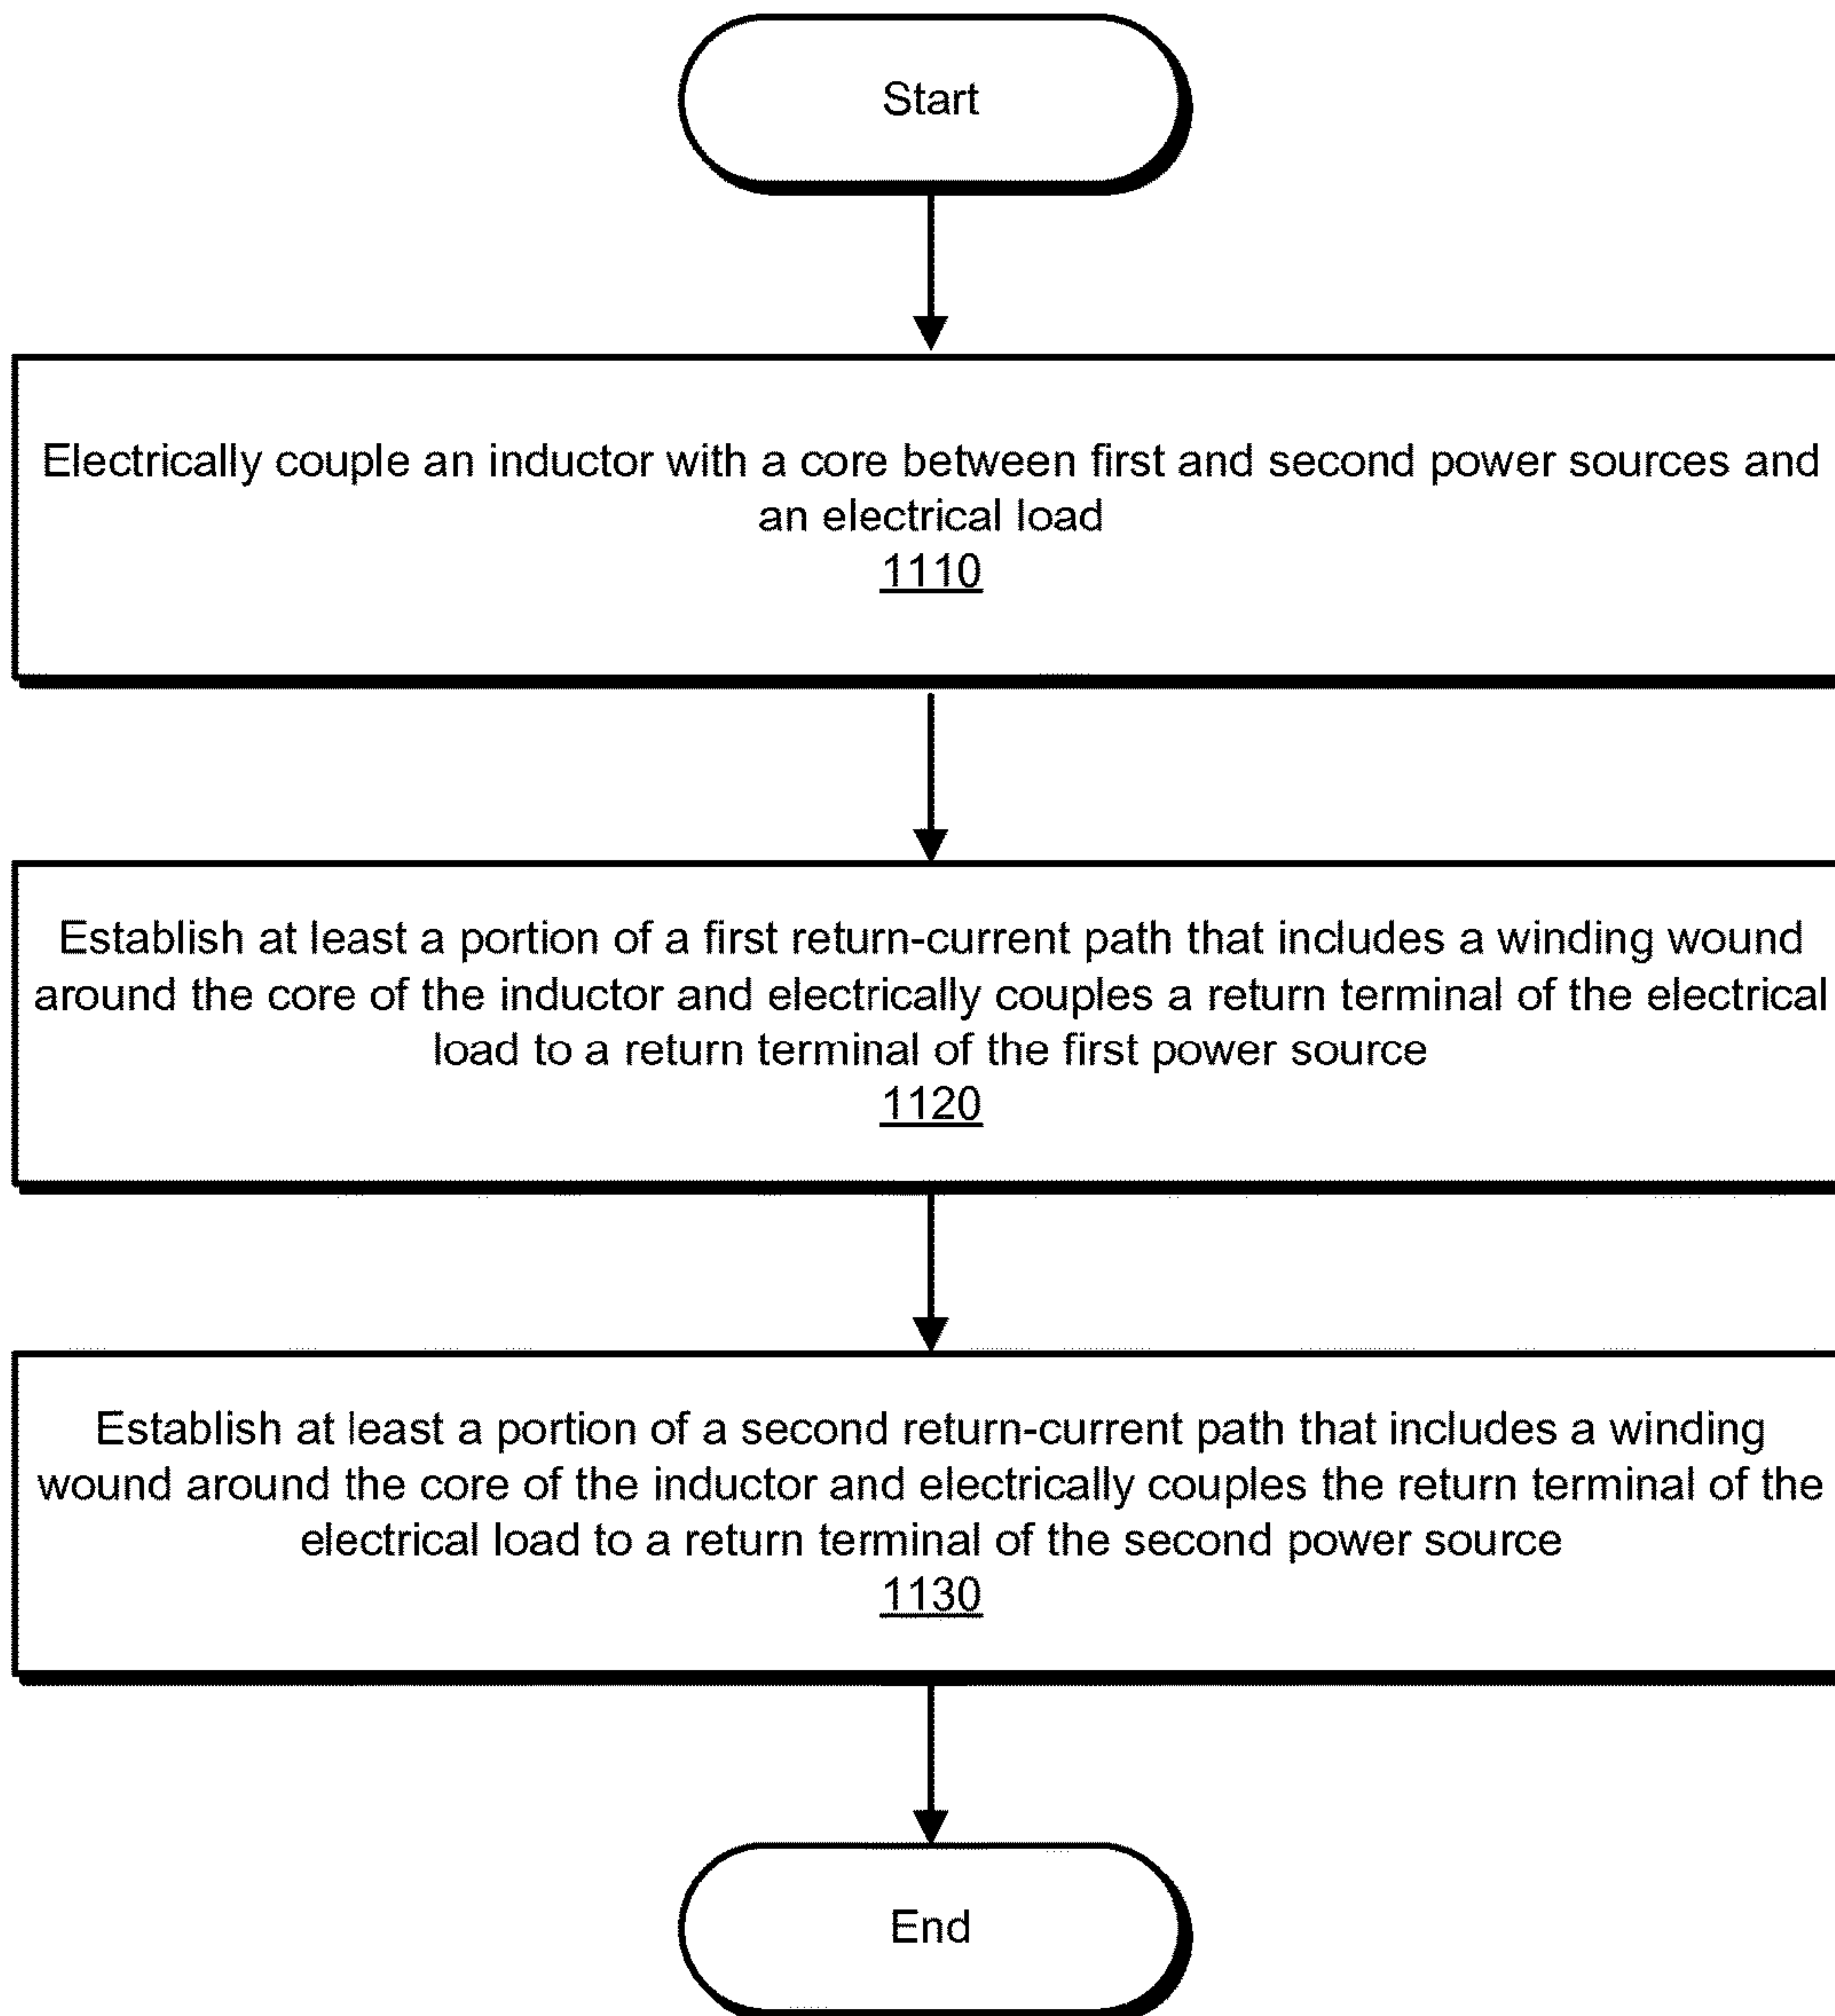 Start
Electrically couple an inductor with a core between first and second power sources and
an electrical load
1110
Establish at least a portion of a first return-current path that includes a winding wound
around the core of the inductor and electrically couples a return terminal of the electrical
load to a return terminal of the first power source
1120
Establish at least a portion of a second return-current path that includes a winding
wound around the core of the inductor and electrically couples the return terminal of the
electrical load to a return terminal of the second power source
1130
End